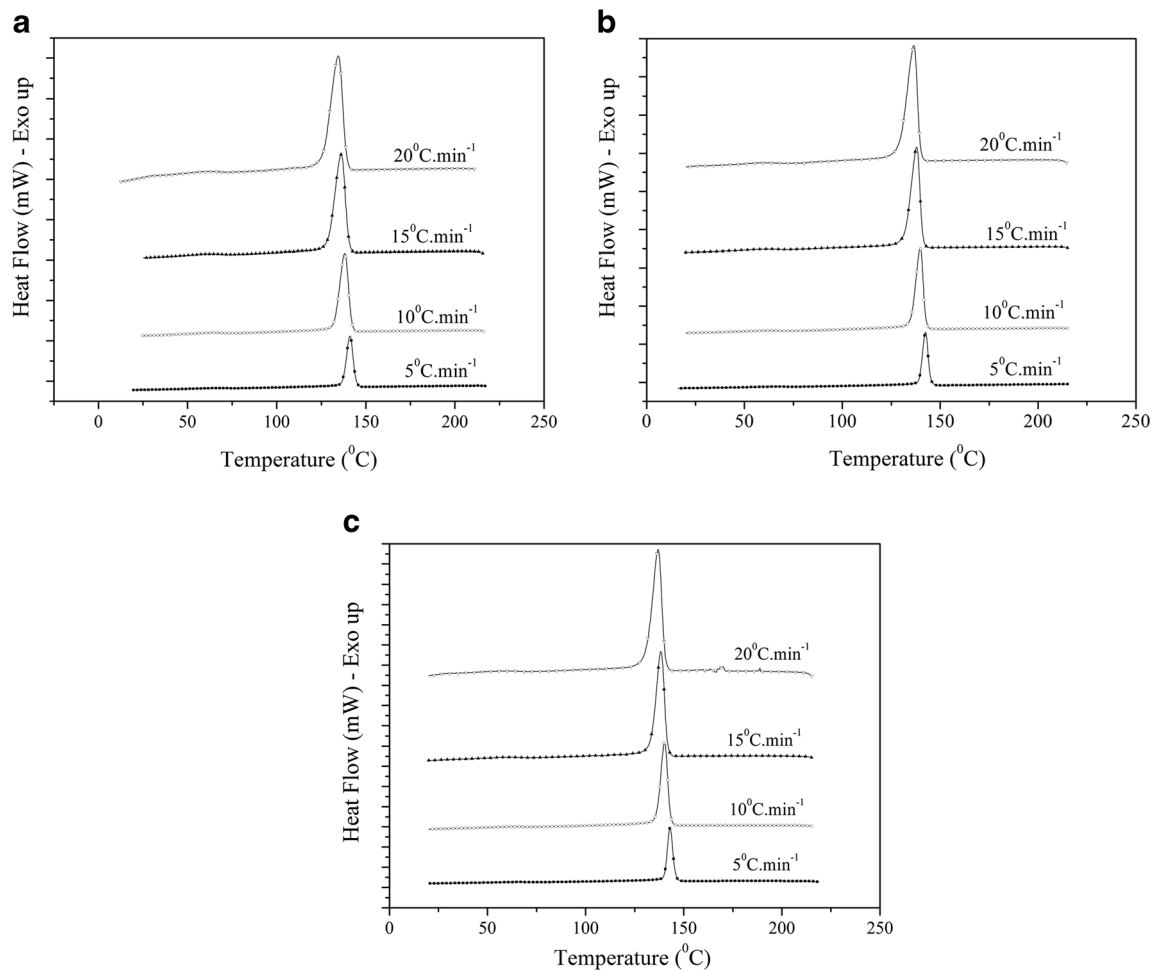 a
Heat Flow (mW) - Exo up
20⁰C.min⁻¹
15⁰C.min⁻¹
10⁰C.min⁻¹
5⁰C.min⁻¹
0 50 100 150 200 250
Temperature (⁰C)
b
Heat Flow (mW) - Exo up
20⁰C.min⁻¹
15⁰C.min⁻¹
10⁰C.min⁻¹
5⁰C.min⁻¹
0 50 100 150 200 250
Temperature (⁰C)
c
Heat Flow (mW) - Exo up
20⁰C.min⁻¹
15⁰C.min⁻¹
10⁰C.min⁻¹
5⁰C.min⁻¹
0 50 100 150 200 250
Temperature (⁰C)